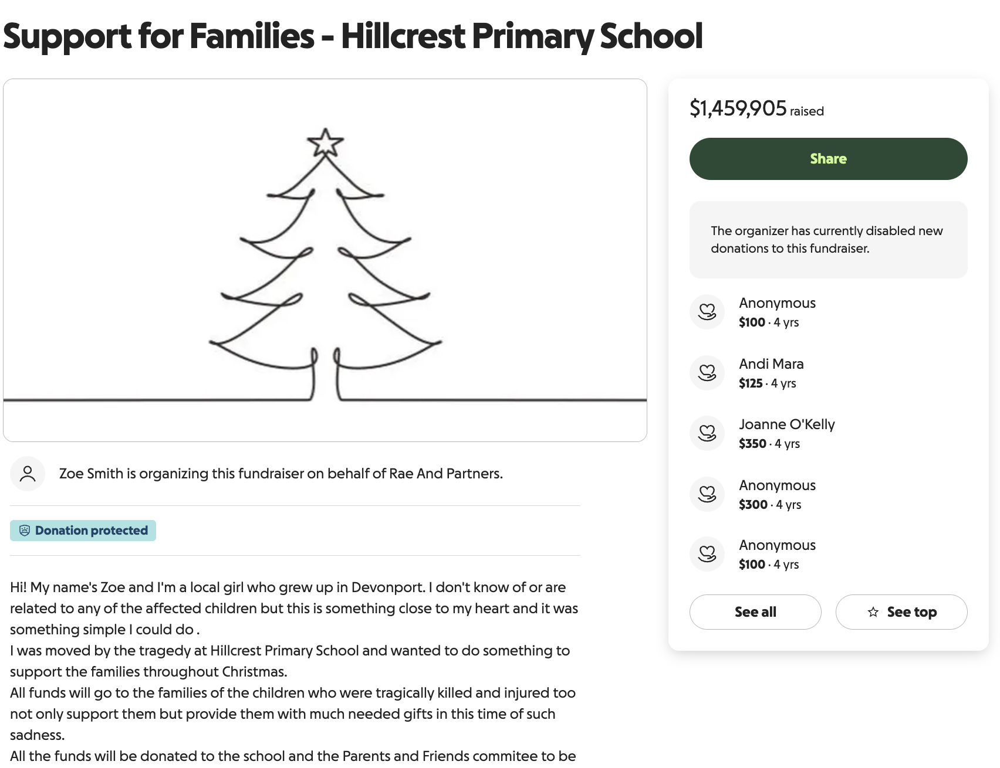 Support for Families - Hillcrest Primary School
$1,459,905 raised
Share
The organizer has currently disabled new
donations to this fundraiser.
Anonymous
$100 · 4 yrs
Andi Mara
$125 · 4 yrs
Joanne O'Kelly
$350 · 4 yrs
Anonymous
$300 · 4 yrs
Anonymous
$100 · 4 yrs
See all
See top
Zoe Smith is organizing this fundraiser on behalf of Rae And Partners.
Donation protected
Hi! My name's Zoe and I'm a local girl who grew up in Devonport. I don't know of or are
related to any of the affected children but this is something close to my heart and it was
something simple I could do .
I was moved by the tragedy at Hillcrest Primary School and wanted to do something to
support the families throughout Christmas.
All funds will go to the families of the children who were tragically killed and injured too
not only support them but provide them with much needed gifts in this time of such
sadness.
All the funds will be donated to the school and the Parents and Friends commitee to be